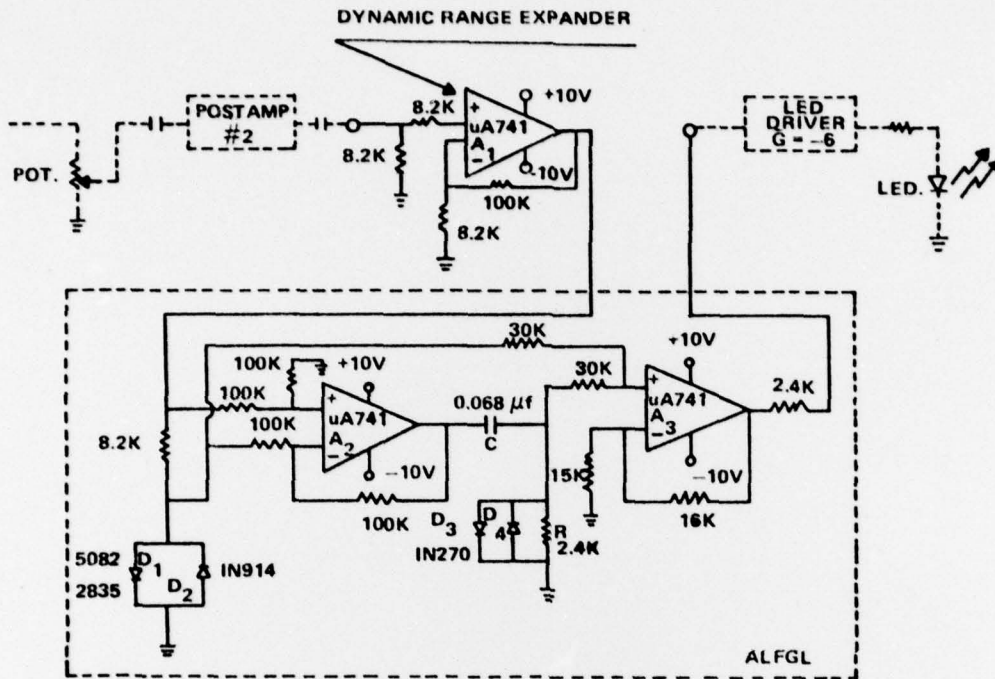 DYNAMIC RANGE EXPANDER
+10V
8.2K
POSTAMP
#2
uA741
+
A1
−
-10V
8.2K
100K
8.2K
POT.
LED
DRIVER
G = −6
LED.
30K
100K
+10V
100K
100K
8.2K
+
uA741
A2
−
−10V
100K
0.068 μf
C
30K
+10V
+
uA741
A3
−
−10V
2.4K
15K
16K
D3
D4
IN270
R
2.4K
5082
2835
D1
D2
IN914
ALFGL